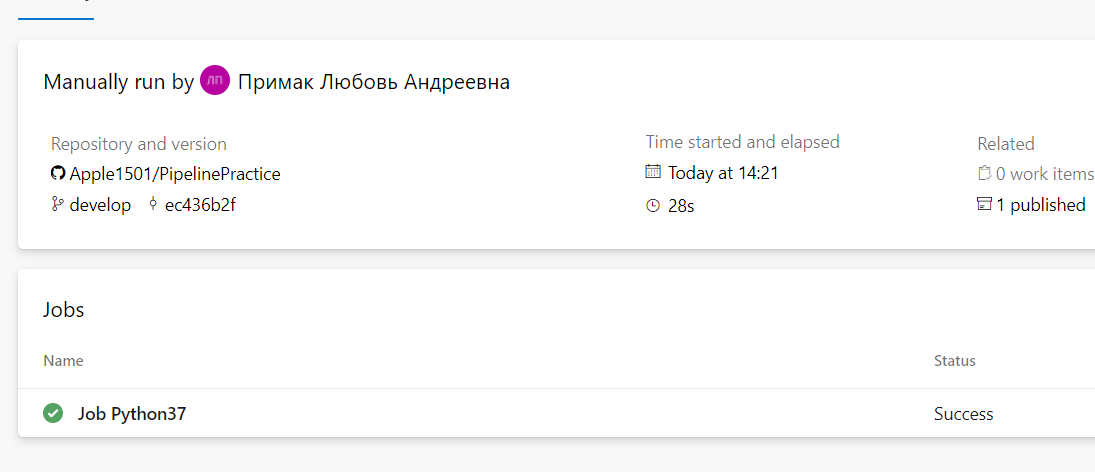 Manually run by ЛП Примак Любовь Андреевна
Repository and version
Apple1501/PipelinePractice
develop ec436b2f
Time started and elapsed
Today at 14:21
28s
Related
0 work items
1 published
Jobs
Name Status
Job Python37 Success